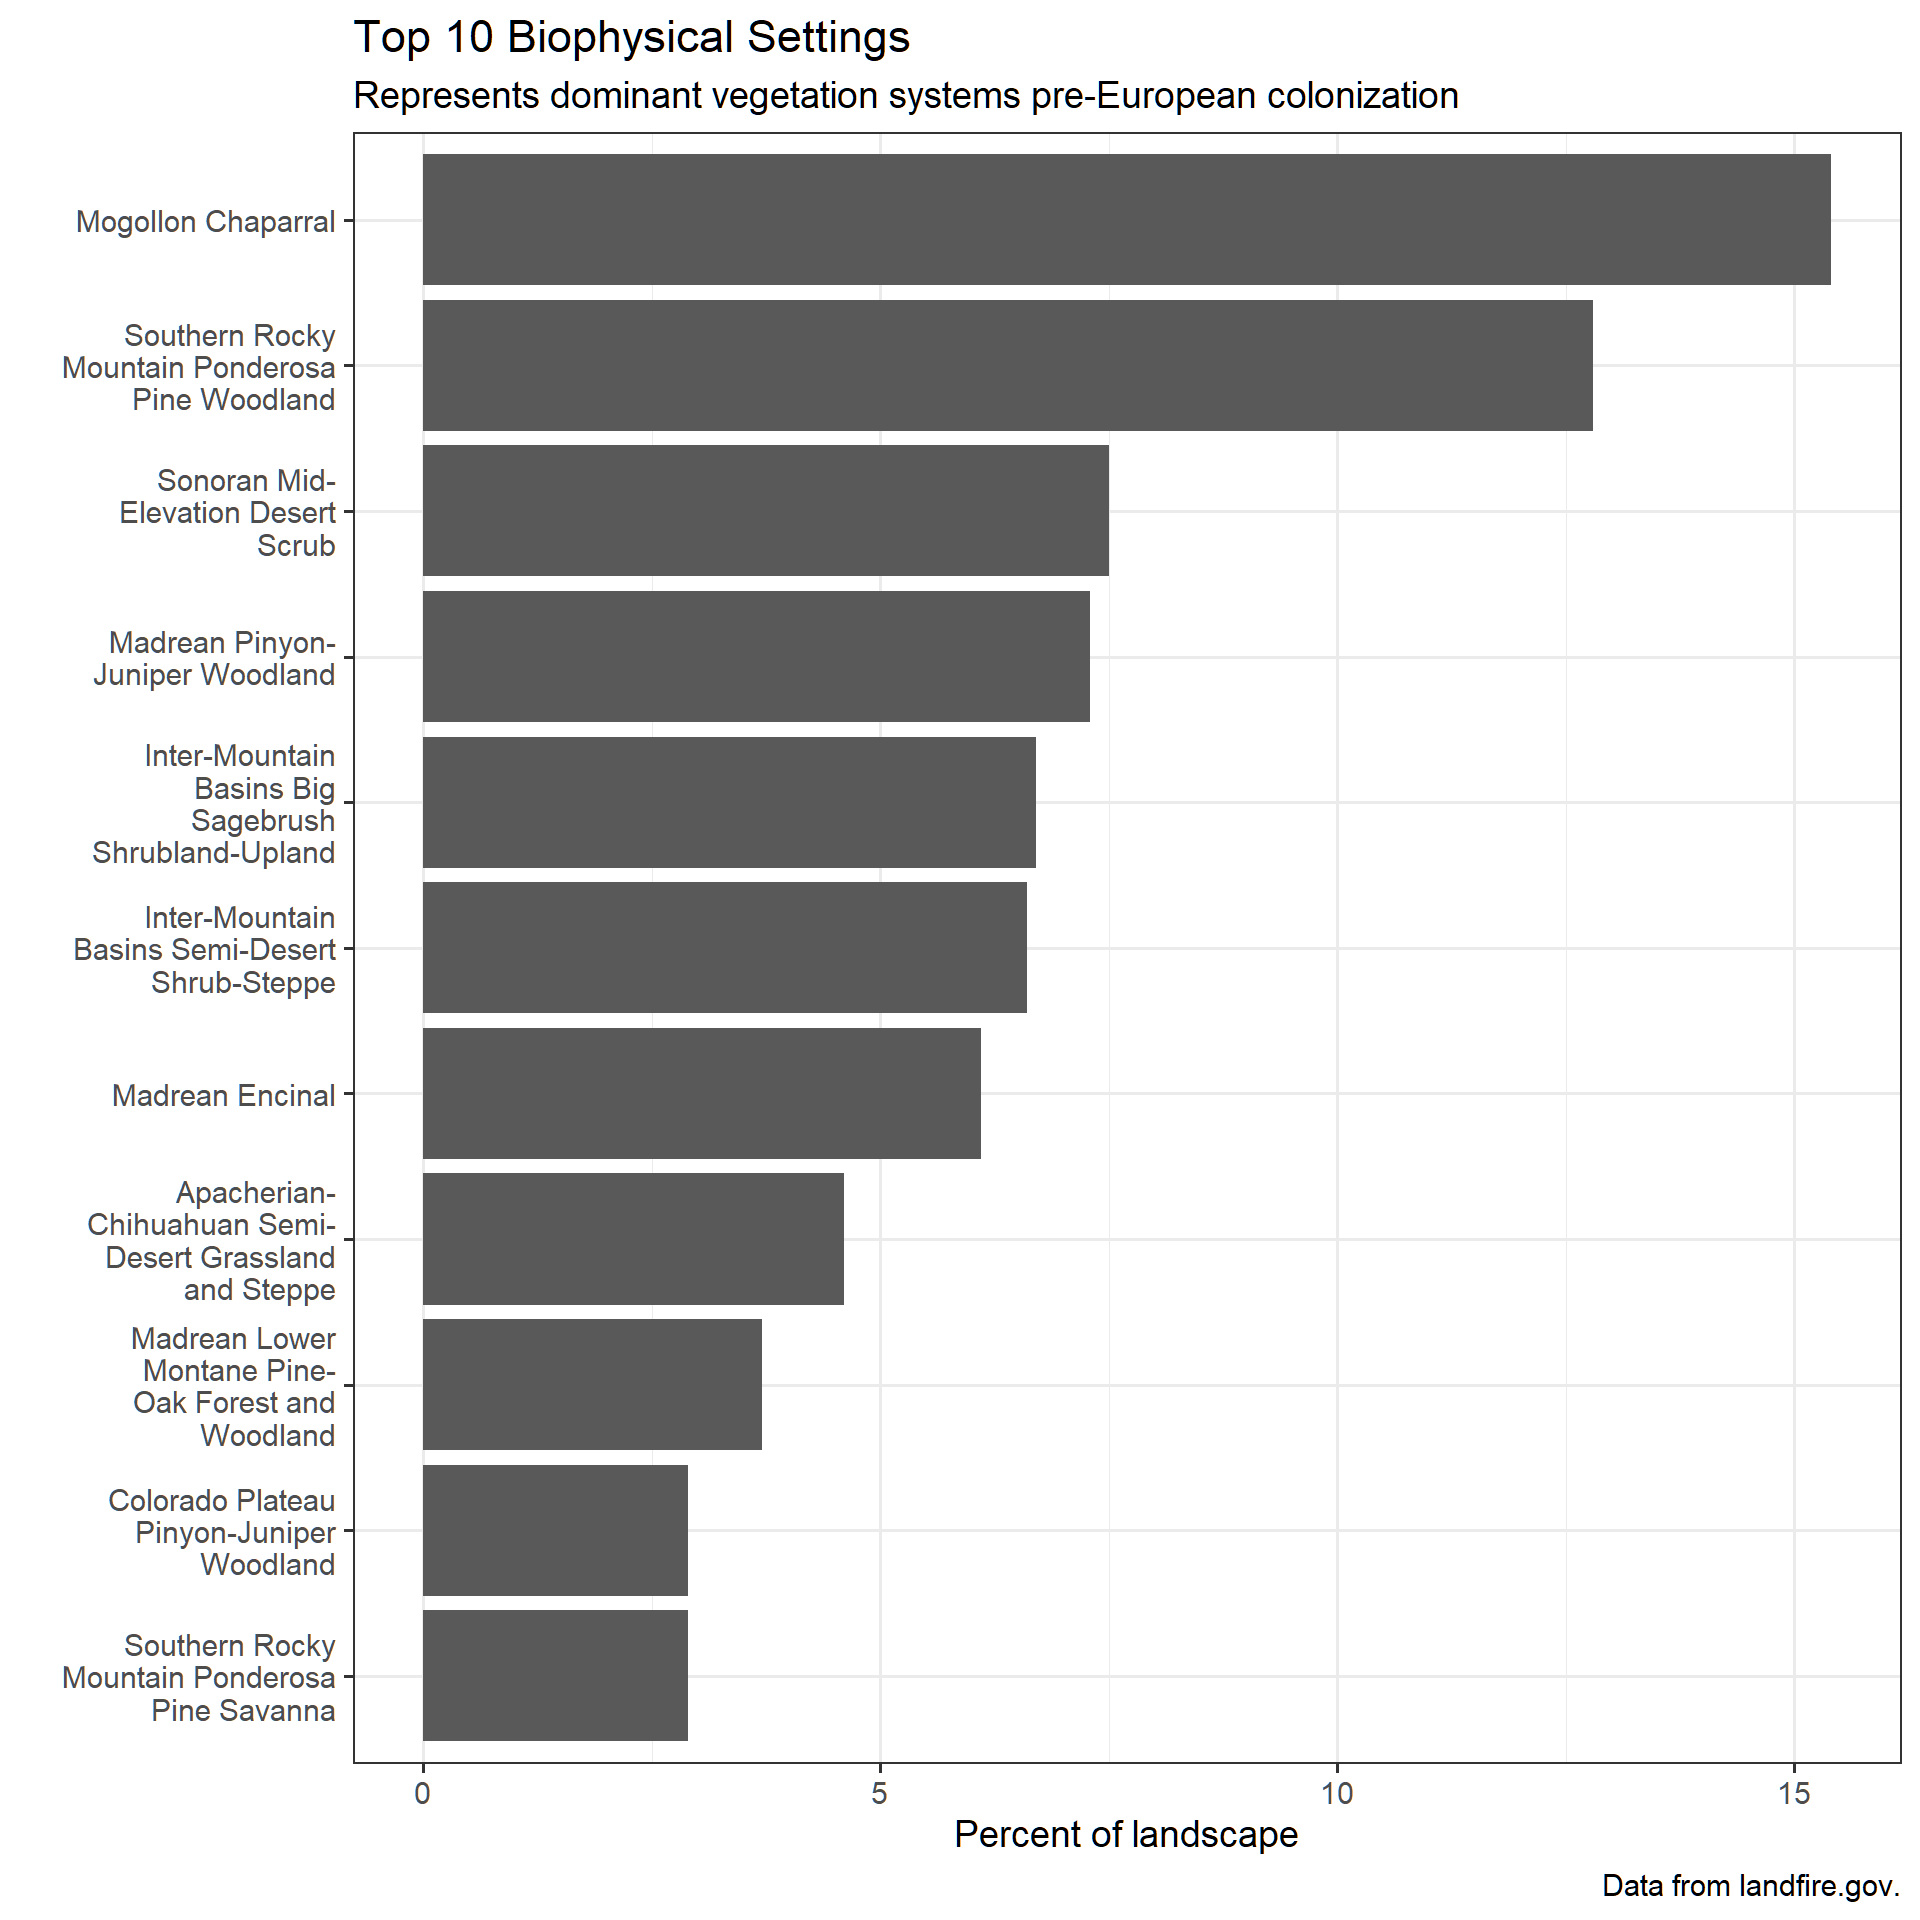 Top 10 Biophysical Settings
Represents dominant vegetation systems pre-European colonization
Mogollon Chaparral
Southern Rocky
Mountain Ponderosa
Pine Woodland
Sonoran Mid-
Elevation Desert
Scrub
Madrean Pinyon-
Juniper Woodland
Inter-Mountain
Basins Big
Sagebrush
Shrubland-Upland
Inter-Mountain
Basins Semi-Desert
Shrub-Steppe
Madrean Encinal
Apacherian-
Chihuahuan Semi-
Desert Grassland
and Steppe
Madrean Lower
Montane Pine-
Oak Forest and
Woodland
Colorado Plateau
Pinyon-Juniper
Woodland
Southern Rocky
Mountain Ponderosa
Pine Savanna
0 5 10 15
Percent of landscape
Data from landfire.gov.